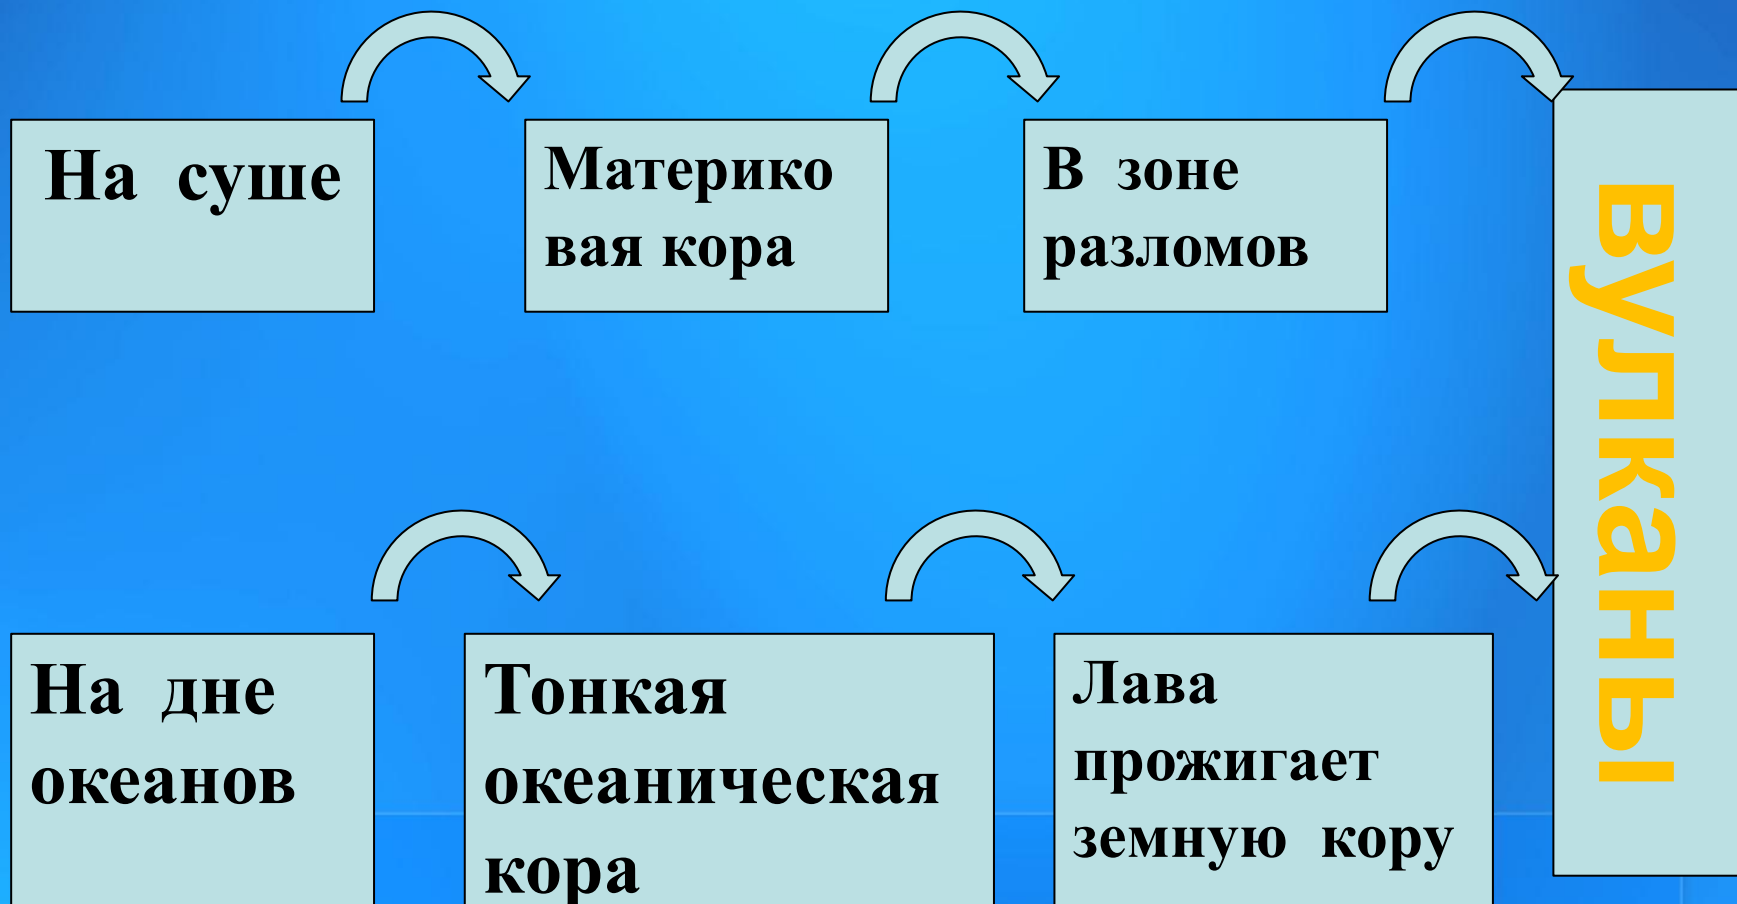 На суше
Материко
вая кора
В зоне
разломов
вулканы
На дне
океанов
Тонкая
океаническая
кора
Лава
прожигает
земную кору